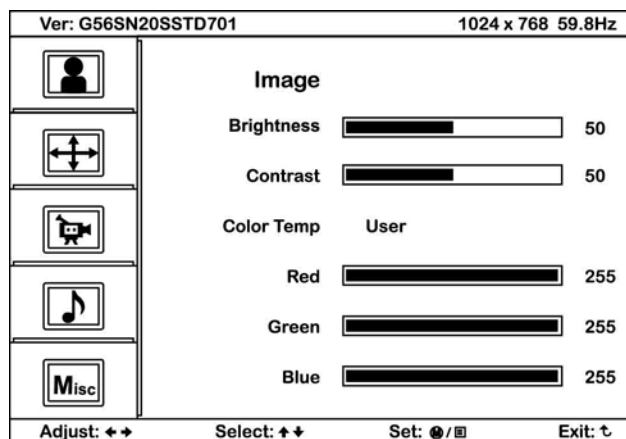 Ver: G56SN20SSTD701 1024 x 768 59.8Hz
Image
Brightness 50
Contrast 50
Color Temp User
Red 255
Green 255
Blue 255
Misc
Adjust: Select: Set: M/ Exit: